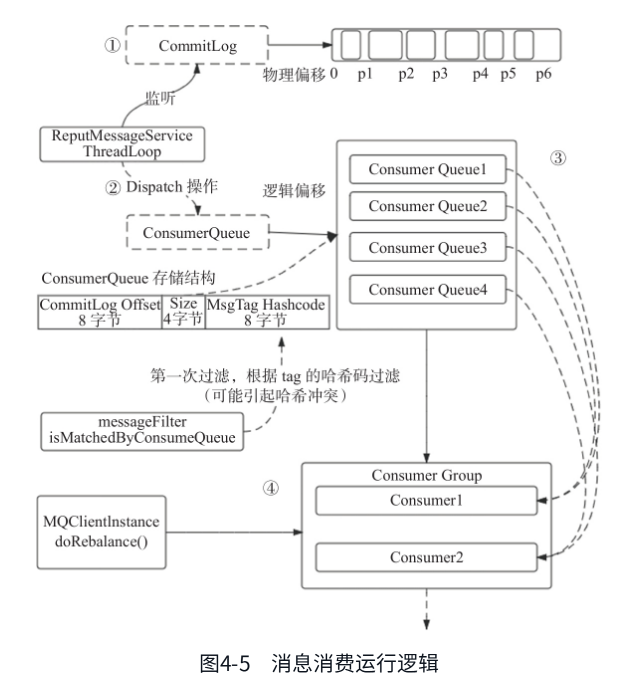 ① CommitLog
物理偏移 0 p1 p2 p3 p4 p5 p6
监听
ReputMessageService
ThreadLoop
② Dispatch 操作
ConsumerQueue
逻辑偏移
③
Consumer Queue1
Consumer Queue2
Consumer Queue3
Consumer Queue4
ConsumerQueue 存储结构
CommitLog Offset
8 字节
Size
4字节
MsgTag Hashcode
8 字节
第一次过滤，根据 tag 的哈希码过滤
（可能引起哈希冲突）
messageFilter
isMatchedByConsumeQueue
④
Consumer Group
Consumer1
Consumer2
MQClientInstance
doRebalance()
图4-5 消息消费运行逻辑